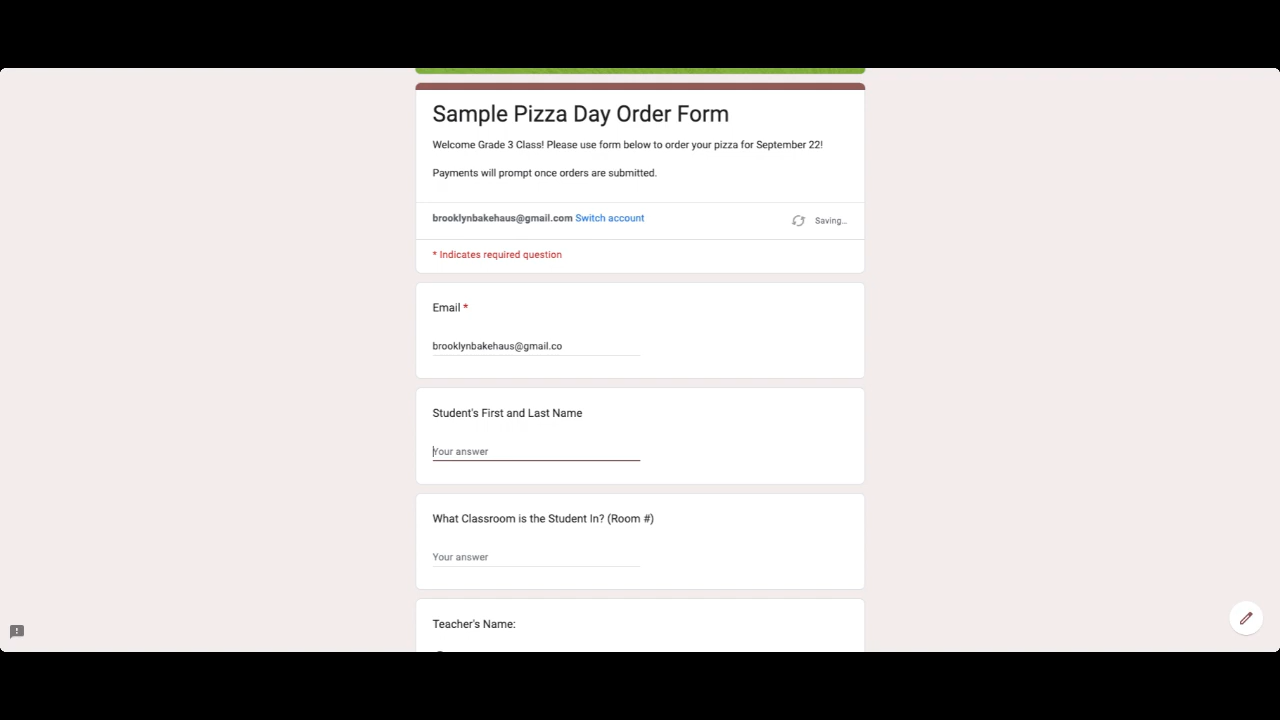 Sample Pizza Day Order Form
Welcome Grade 3 Class! Please use form below to order your pizza for September 22!
Payments will prompt once orders are submitted.
brooklynbakehaus@gmail.com Switch account
Saving...
* Indicates required question
Email *
brooklynbakehaus@gmail.co
Student's First and Last Name
Your answer
What Classroom is the Student In? (Room #)
Your answer
Teacher's Name: